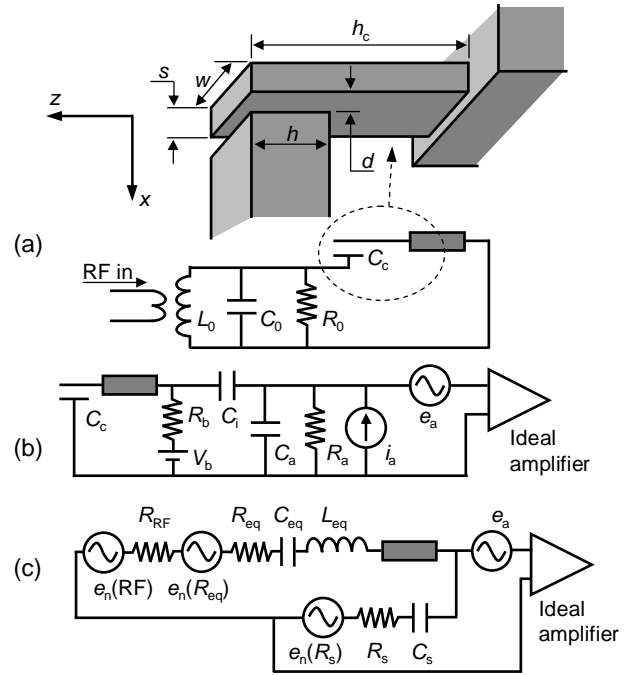 h_c
s
w
z
h
d
x
(a)
RF in
C_c
L_0
C_0
R_0
(b)
C_c
R_b
V_b
C_i
C_a
R_a
i_a
e_a
Ideal
amplifier
(c)
R_RF
R_eq
C_eq
L_eq
e_a
e_n(RF)
e_n(R_eq)
e_n(R_s)
R_s
C_s
Ideal
amplifier